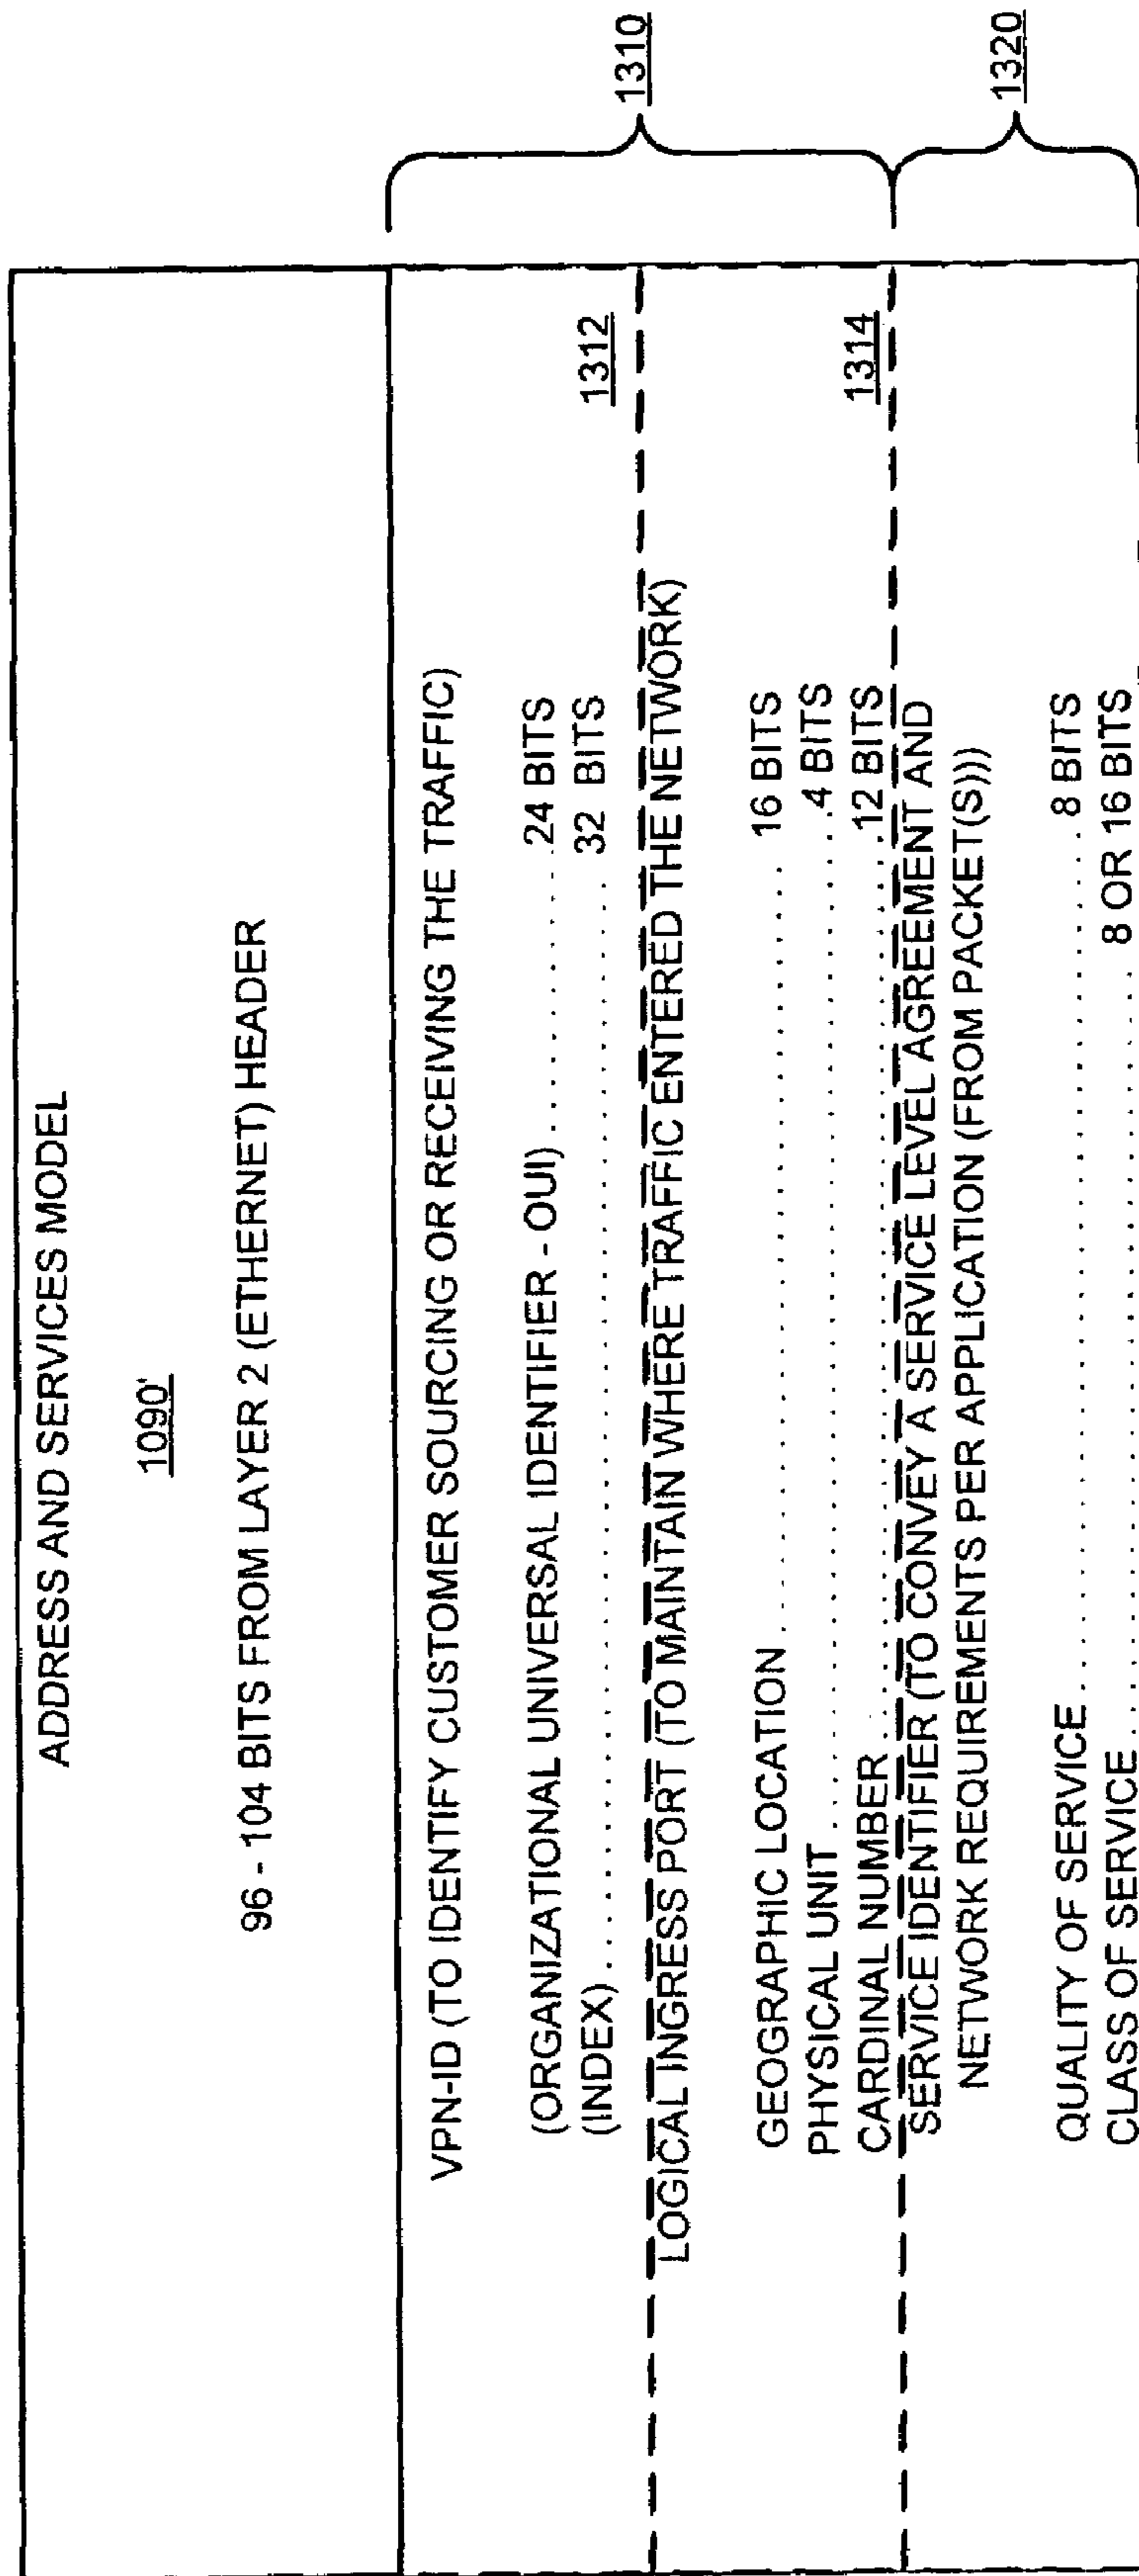 ADDRESS AND SERVICES MODEL
1090'
96 - 104 BITS FROM LAYER 2 (ETHERNET) HEADER
VPN-ID (TO IDENTIFY CUSTOMER SOURCING OR RECEIVING THE TRAFFIC)
(ORGANIZATIONAL UNIVERSAL IDENTIFIER - OUI) ........... 24 BITS
(INDEX) ........... 32 BITS
1312
LOGICAL INGRESS PORT (TO MAINTAIN WHERE TRAFFIC ENTERED THE NETWORK)
GEOGRAPHIC LOCATION ........... 16 BITS
PHYSICAL UNIT ........... 4 BITS
CARDINAL NUMBER ........... 12 BITS
1314
1310
SERVICE IDENTIFIER (TO CONVEY A SERVICE LEVEL AGREEMENT AND
NETWORK REQUIREMENTS PER APPLICATION (FROM PACKET(S)))
QUALITY OF SERVICE ........... 8 BITS
CLASS OF SERVICE ........... 8 OR 16 BITS
1320